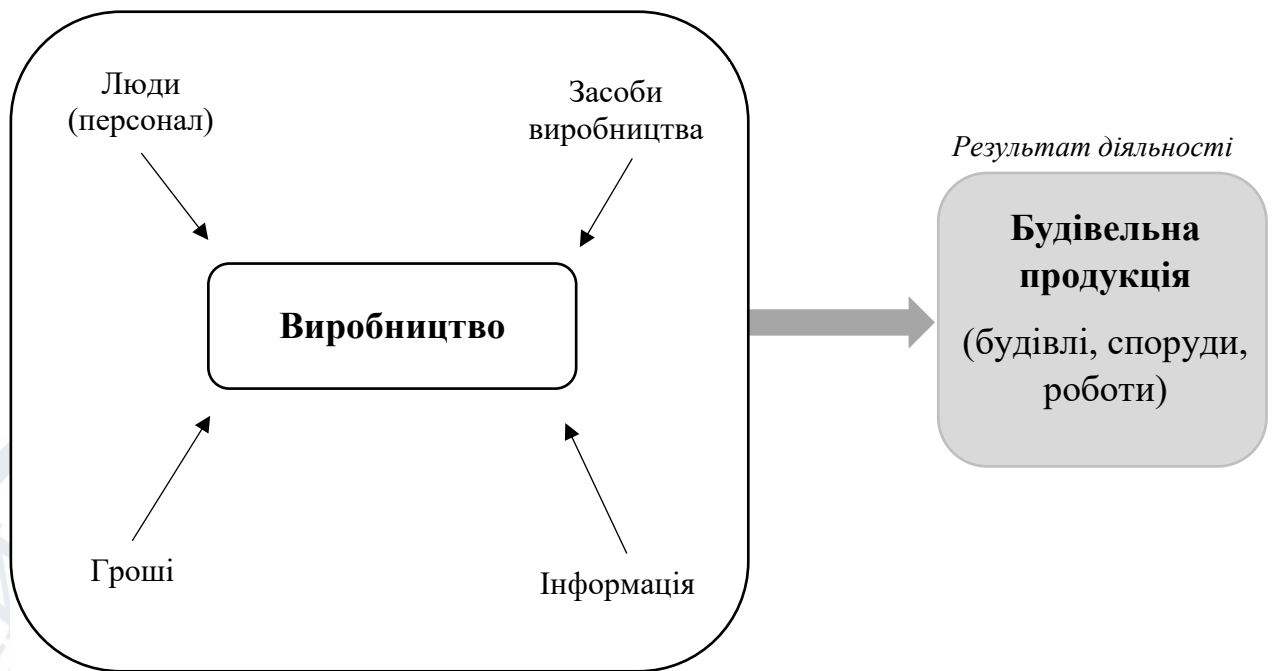 Люди
(персонал)
Засоби
виробництва
Виробництво
Гроші
Інформація
Результат діяльності
Будівельна
продукція
(будівлі, споруди,
роботи)